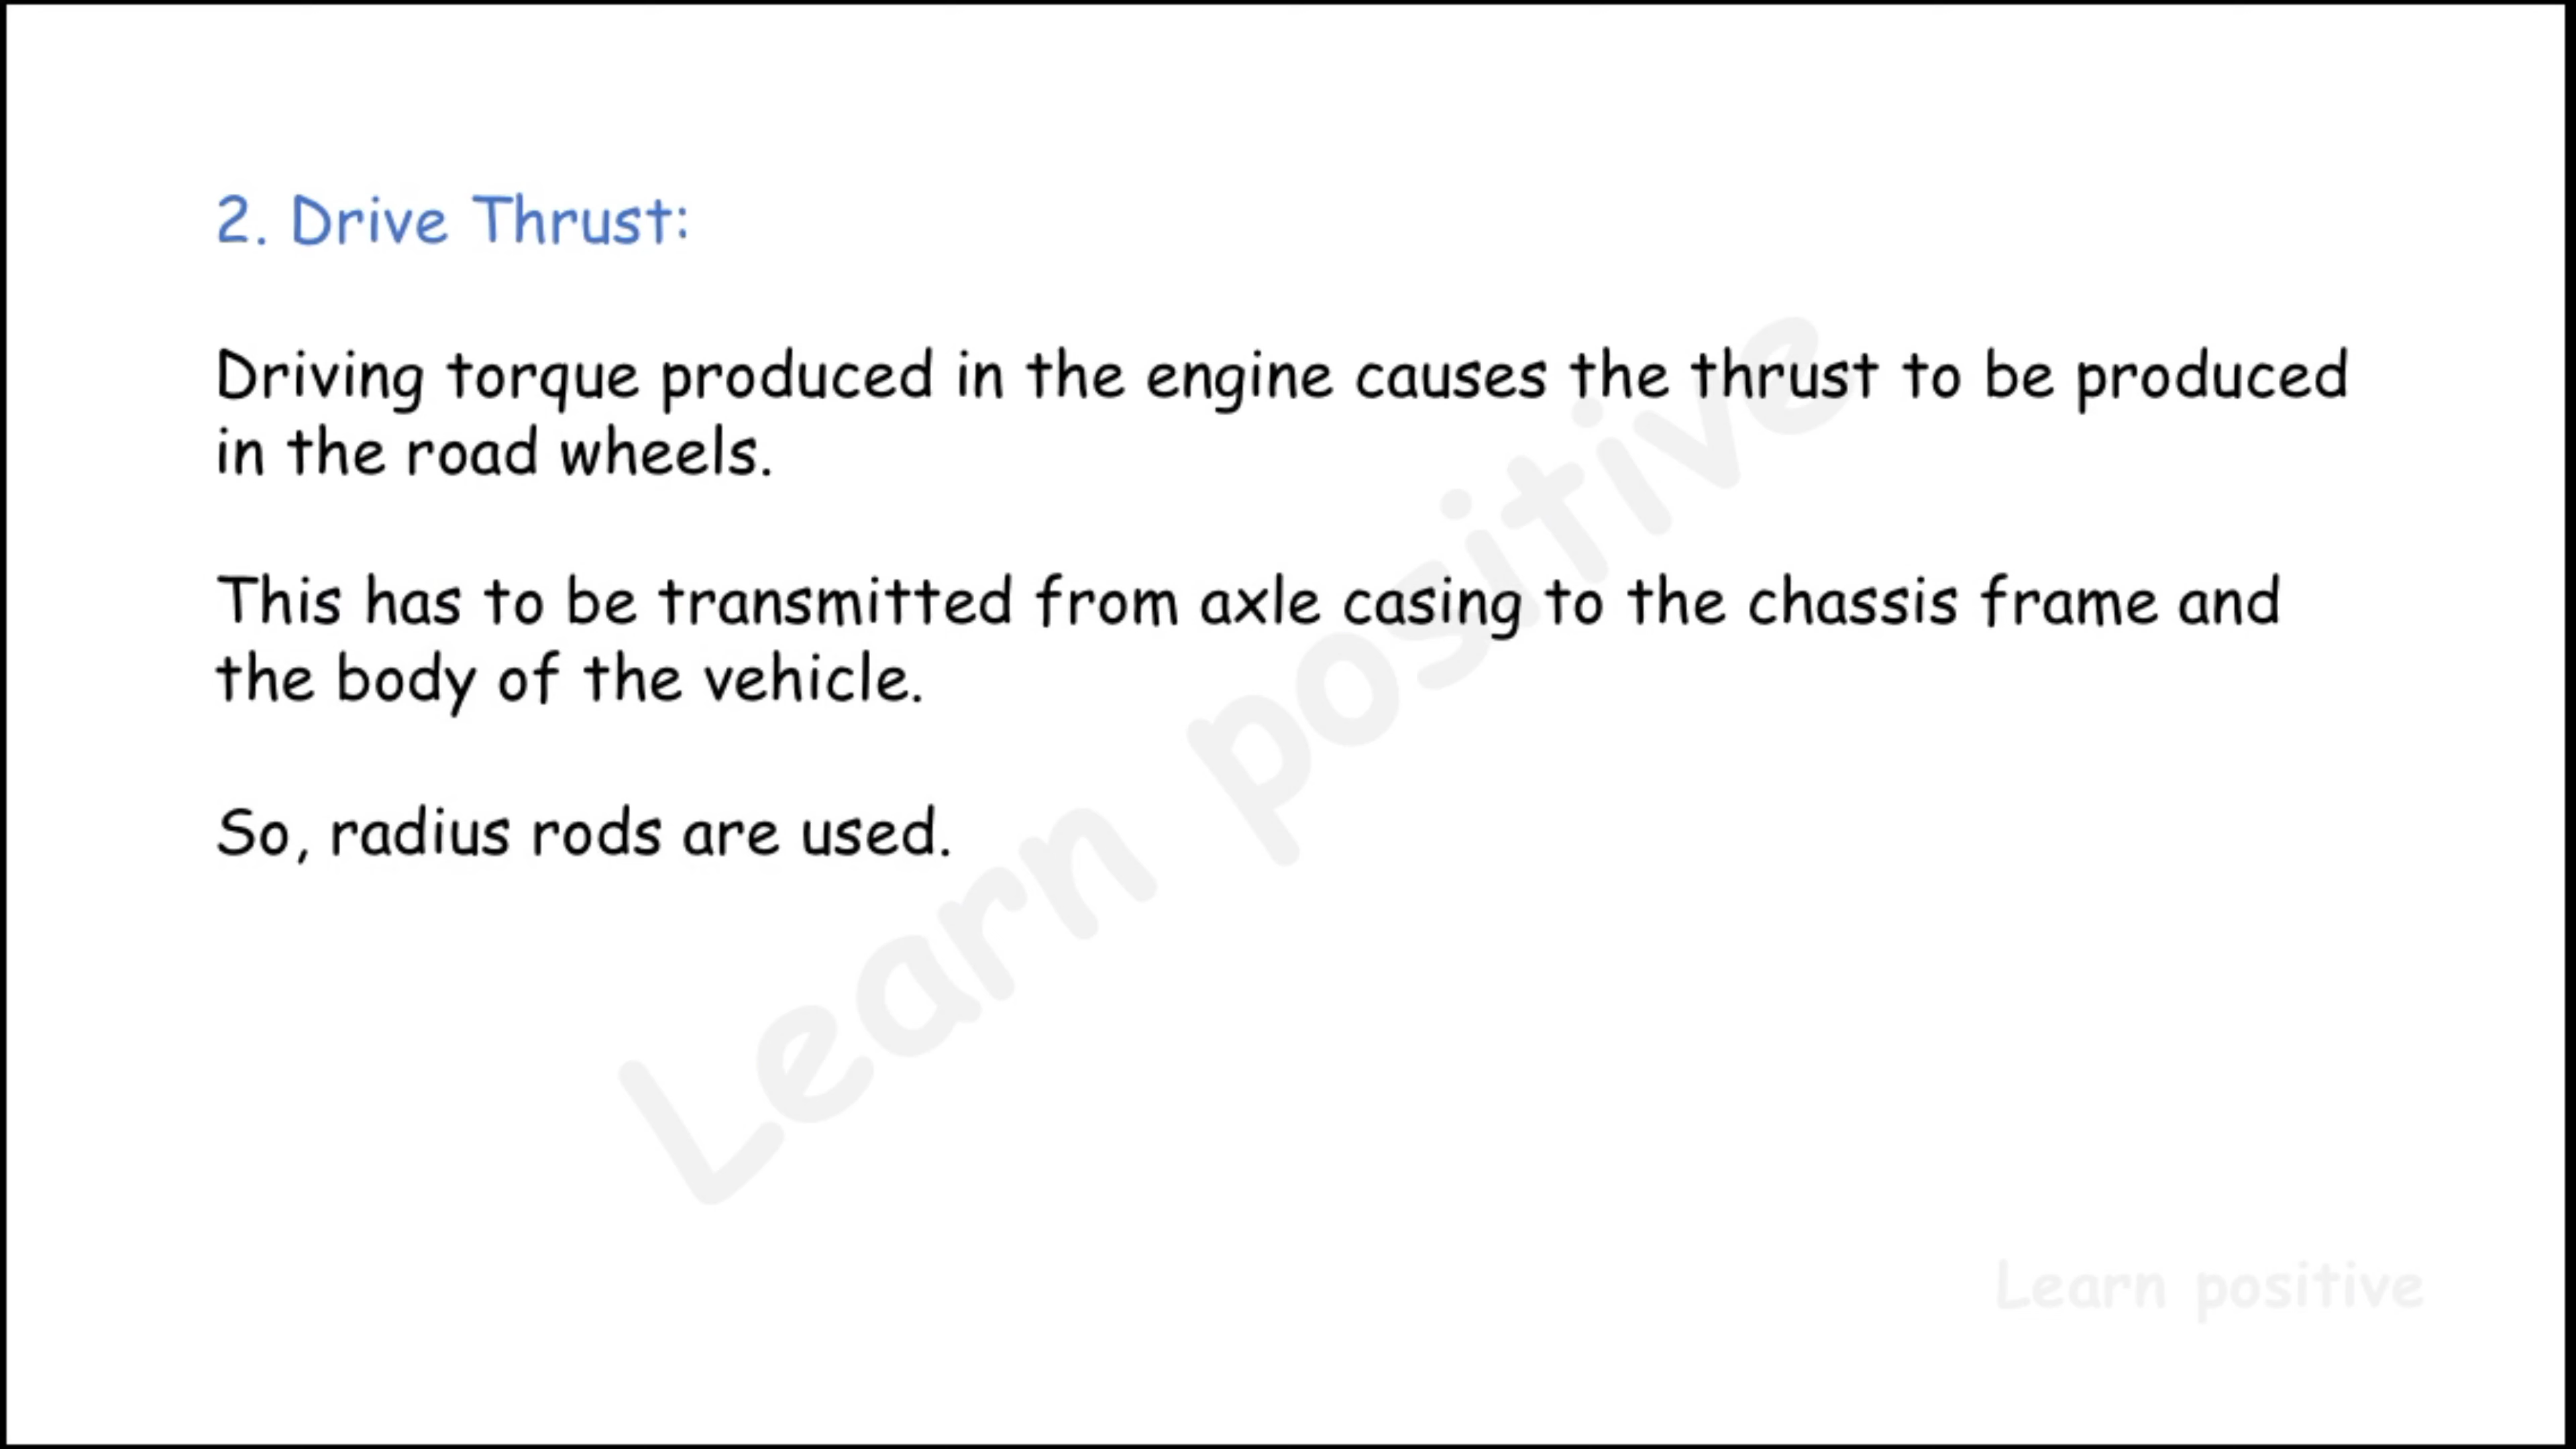 2. Drive Thrust:
Driving torque produced in the engine causes the thrust to be produced
in the road wheels.
This has to be transmitted from axle casing to the chassis frame and
the body of the vehicle.
So, radius rods are used.
Learn positive
Learn positive